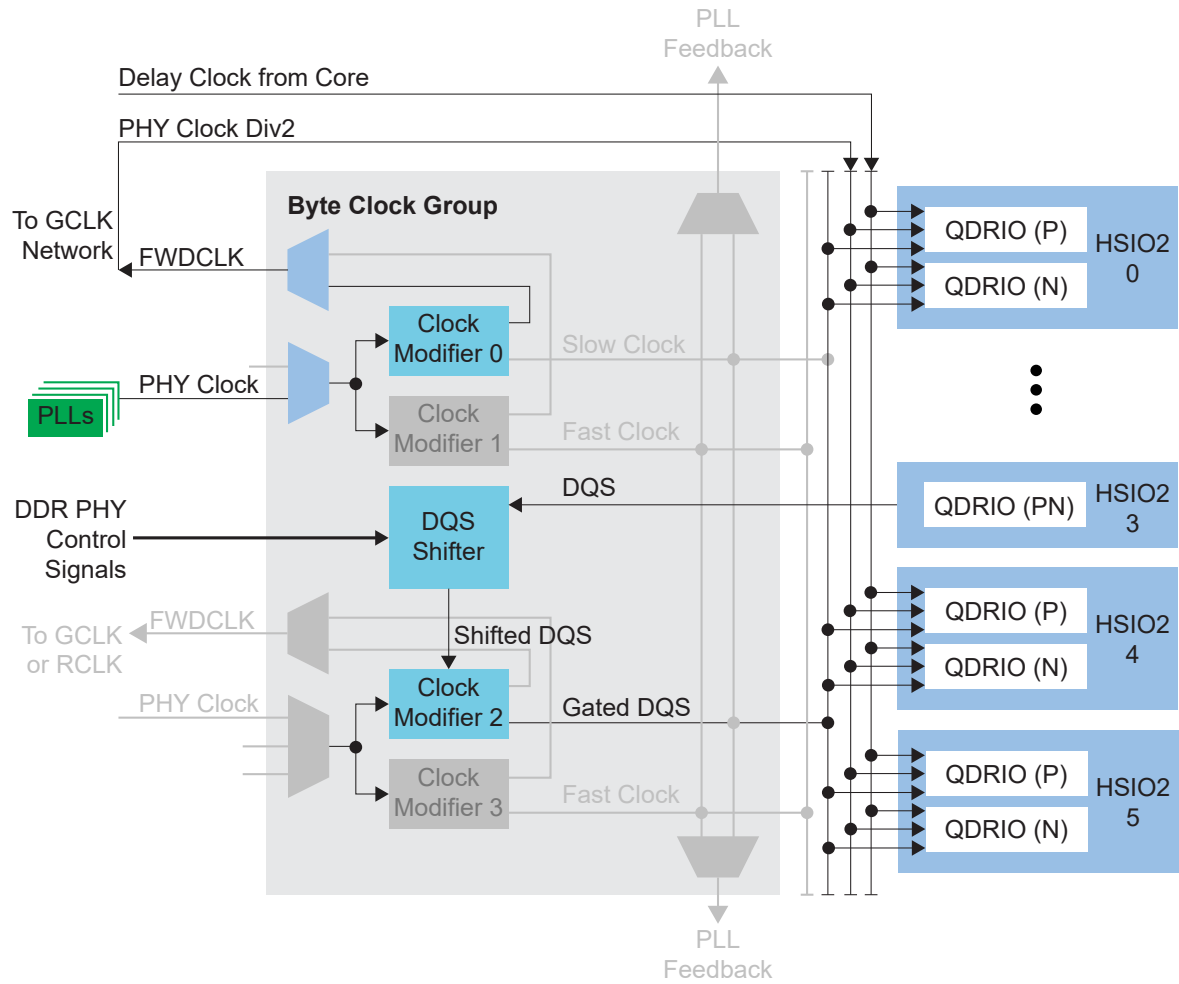 PLL
Feedback
Delay Clock from Core
PHY Clock Div2
Byte Clock Group
To GCLK
Network
FWDCLK
QDRIO (P)
QDRIO (N)
HSIO2
0
Clock
Modifier 0
Slow Clock
PHY Clock
PLLs
Clock
Modifier 1
Fast Clock
DQS
QDRIO (PN)
HSIO2
3
DDR PHY
Control
Signals
DQS
Shifter
FWDCLK
To GCLK
or RCLK
Shifted DQS
QDRIO (P)
QDRIO (N)
HSIO2
4
Clock
Modifier 2
Gated DQS
PHY Clock
Clock
Modifier 3
Fast Clock
QDRIO (P)
QDRIO (N)
HSIO2
5
PLL
Feedback